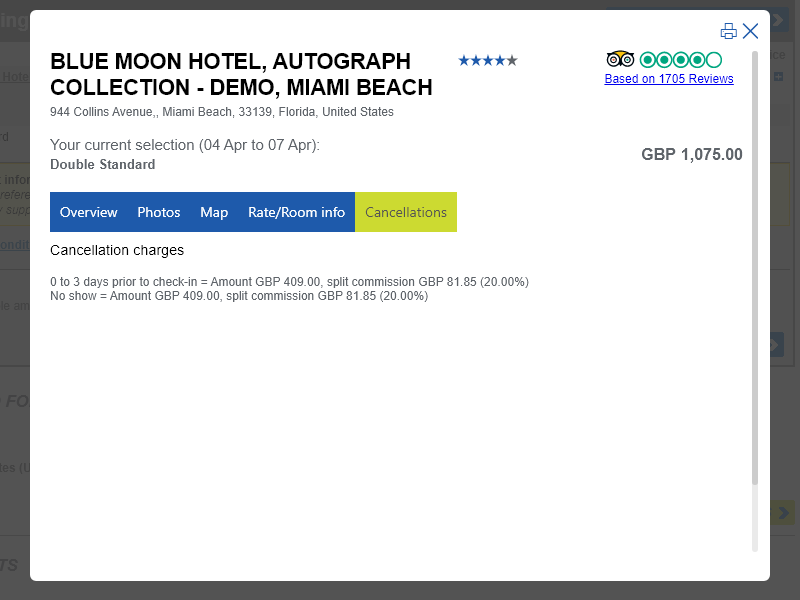 BLUE MOON HOTEL, AUTOGRAPH
COLLECTION - DEMO, MIAMI BEACH
Based on 1705 Reviews
944 Collins Avenue,, Miami Beach, 33139, Florida, United States
Your current selection (04 Apr to 07 Apr):
Double Standard
GBP 1,075.00
Overview Photos Map Rate/Room info Cancellations
Cancellation charges
0 to 3 days prior to check-in = Amount GBP 409.00, split commission GBP 81.85 (20.00%)
No show = Amount GBP 409.00, split commission GBP 81.85 (20.00%)